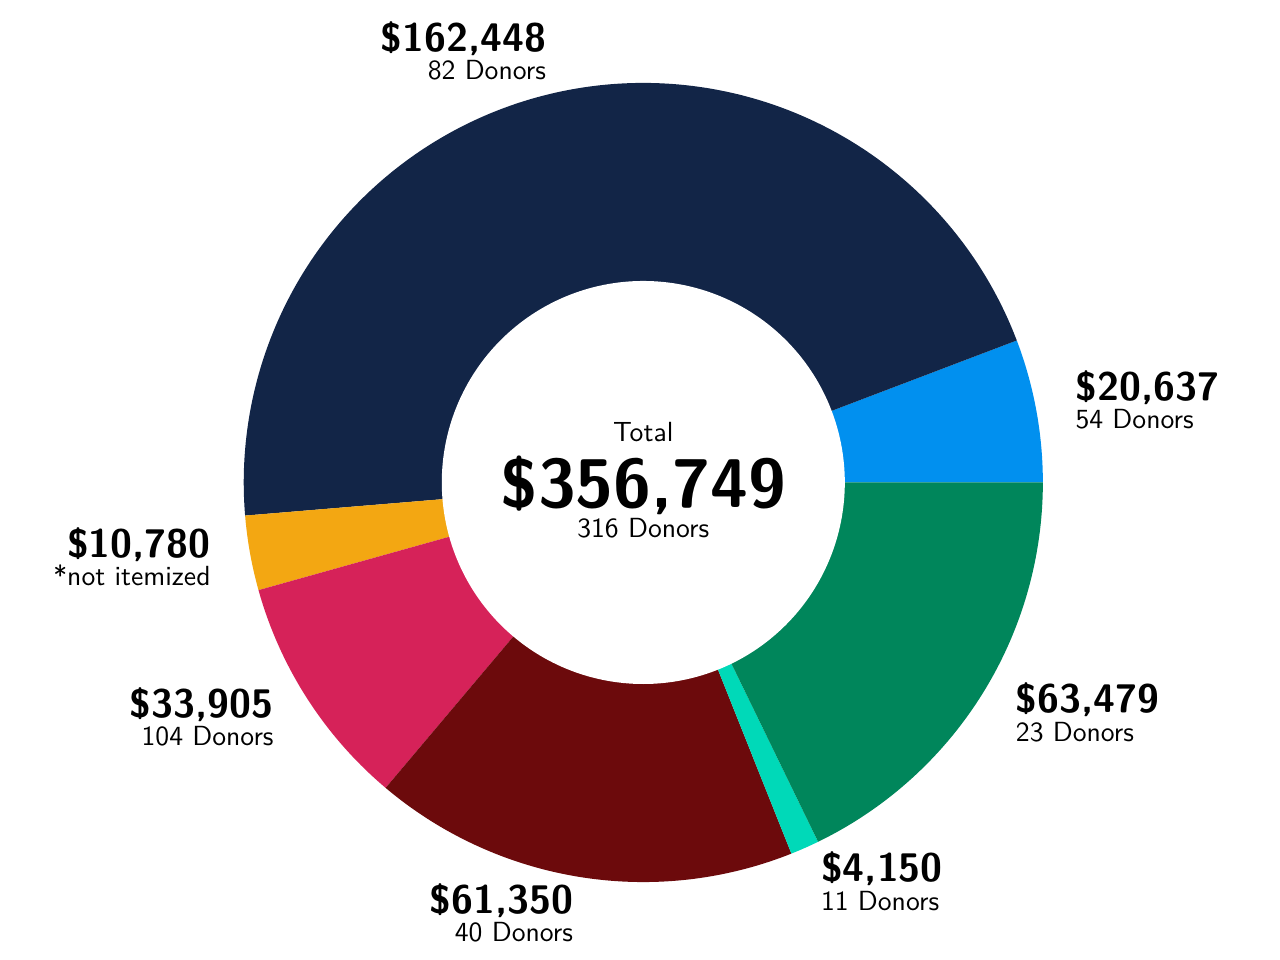 $162,448
82 Donors
$20,637
54 Donors
Total
$356,749
316 Donors
$10,780
*not itemized
$63,479
23 Donors
$33,905
104 Donors
$4,150
11 Donors
$61,350
40 Donors